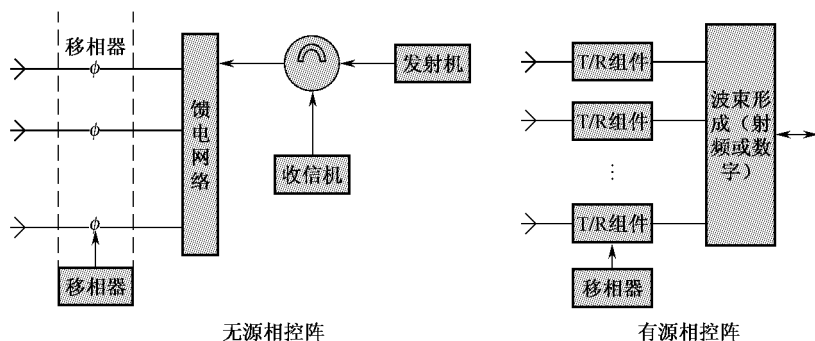 移相器
ϕ
ϕ
ϕ
移相器
馈
电
网
络
发射机
收信机
无源相控阵
T/R组件
T/R组件
⋮
T/R组件
移相器
波束形
成（射
频或数
字）
有源相控阵